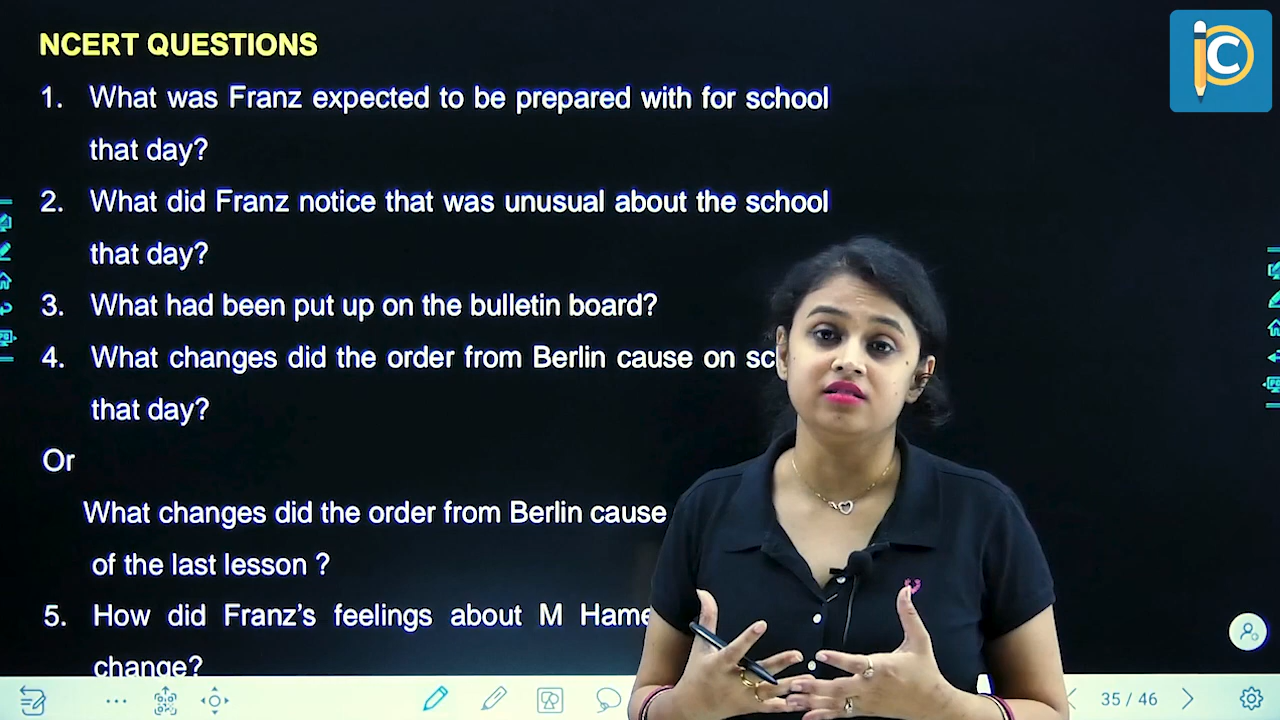 NCERT QUESTIONS
1. What was Franz expected to be prepared with for school
that day?
2. What did Franz notice that was unusual about the school
that day?
3. What had been put up on the bulletin board?
4. What changes did the order from Berlin cause on
that day?
Or
What changes did the order from Berlin cause
of the last lesson ?
5. How did Franz's feelings about M
change?
35 / 46